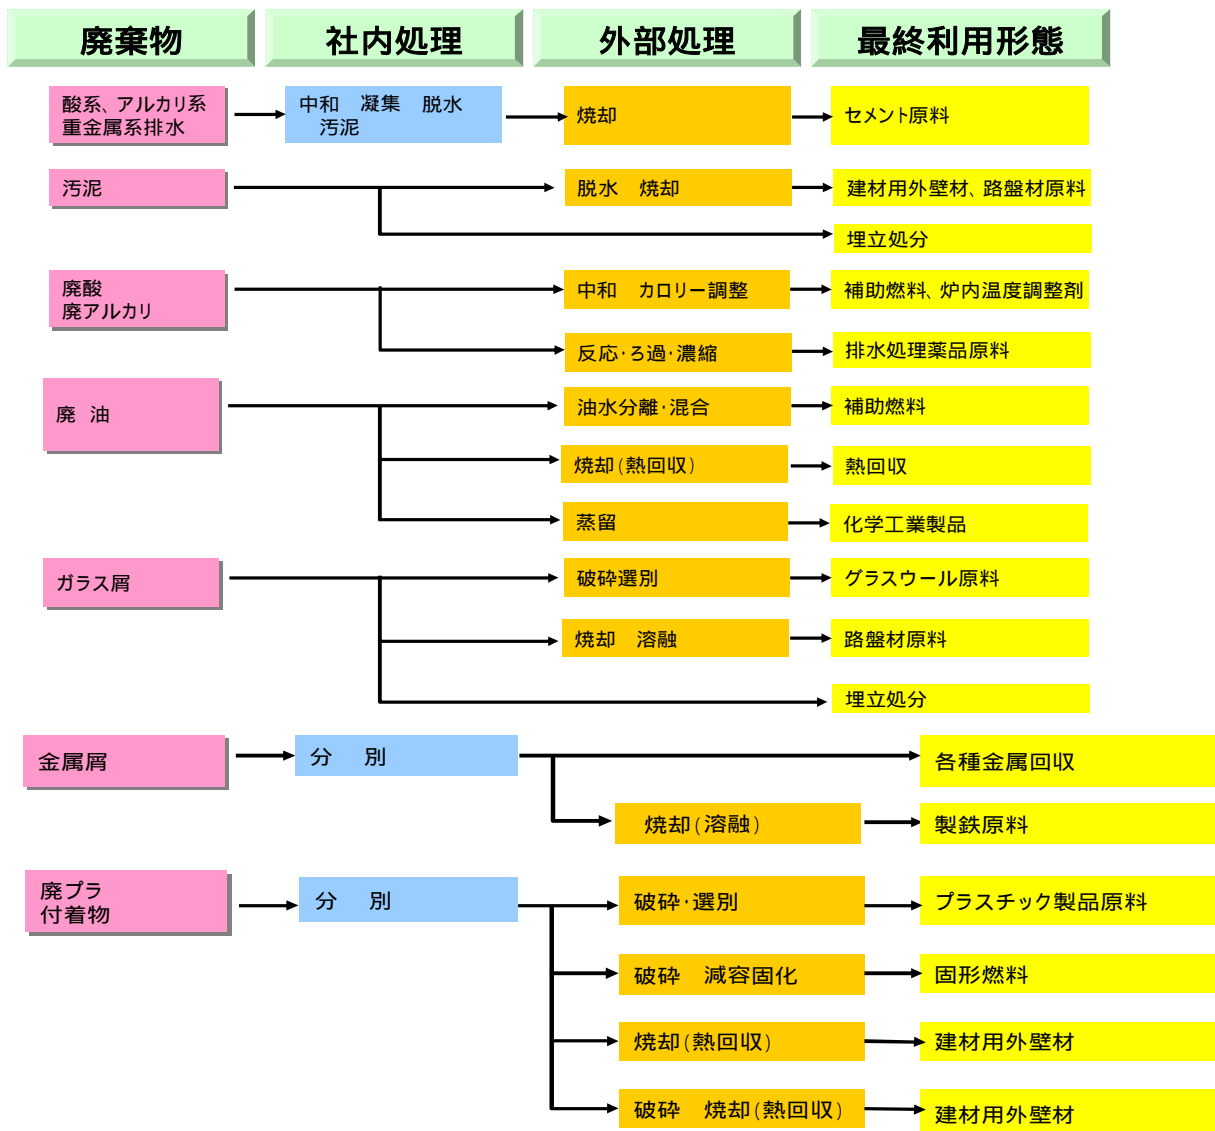 廃棄物 社内処理 外部処理 最終利用形態
酸系、アルカリ系
重金属系排水
中和 凝集 脱水
汚泥
焼却
セメント原料
汚泥
脱水 焼却
建材用外壁材、路盤材原料
埋立処分
廃酸
廃アルカリ
中和 カロリー調整
補助燃料、炉内温度調整剤
反応・ろ過・濃縮
排水処理薬品原料
廃 油
油水分離・混合
補助燃料
焼却(熱回収)
熱回収
蒸留
化学工業製品
ガラス屑
破砕選別
グラスウール原料
焼却 溶融
路盤材原料
埋立処分
金属屑
分 別
各種金属回収
焼却(溶融)
製鉄原料
廃プラ
付着物
分 別
破砕・選別
プラスチック製品原料
破砕 減容固化
固形燃料
焼却(熱回収)
建材用外壁材
破砕 焼却(熱回収)
建材用外壁材